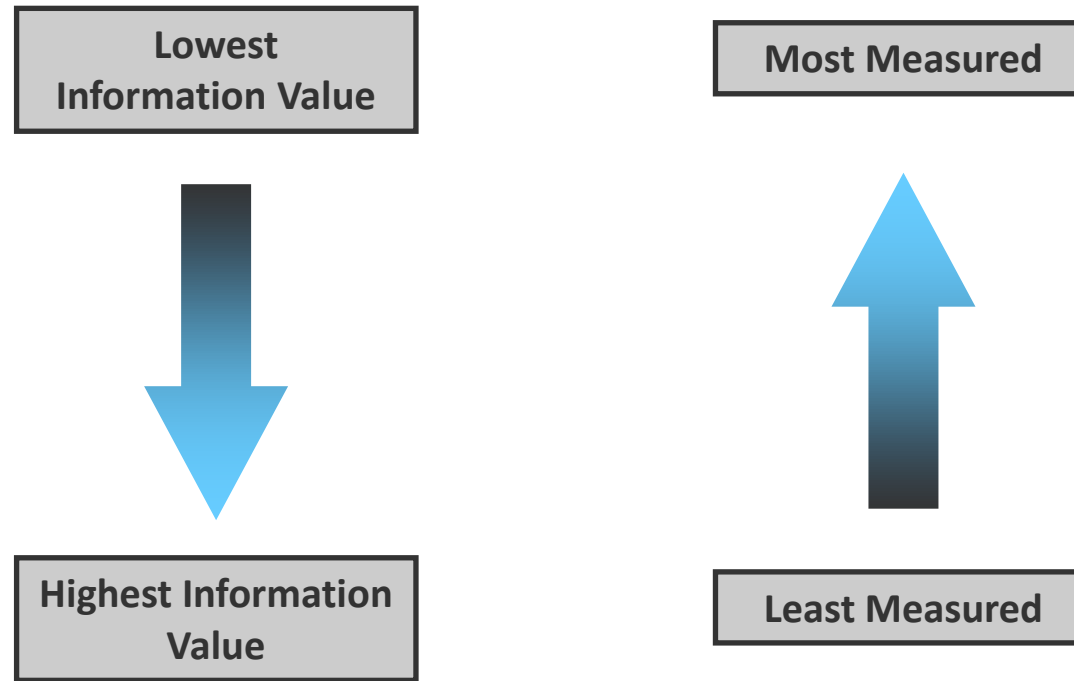 Lowest
Information Value
Most Measured
Highest Information
Value
Least Measured